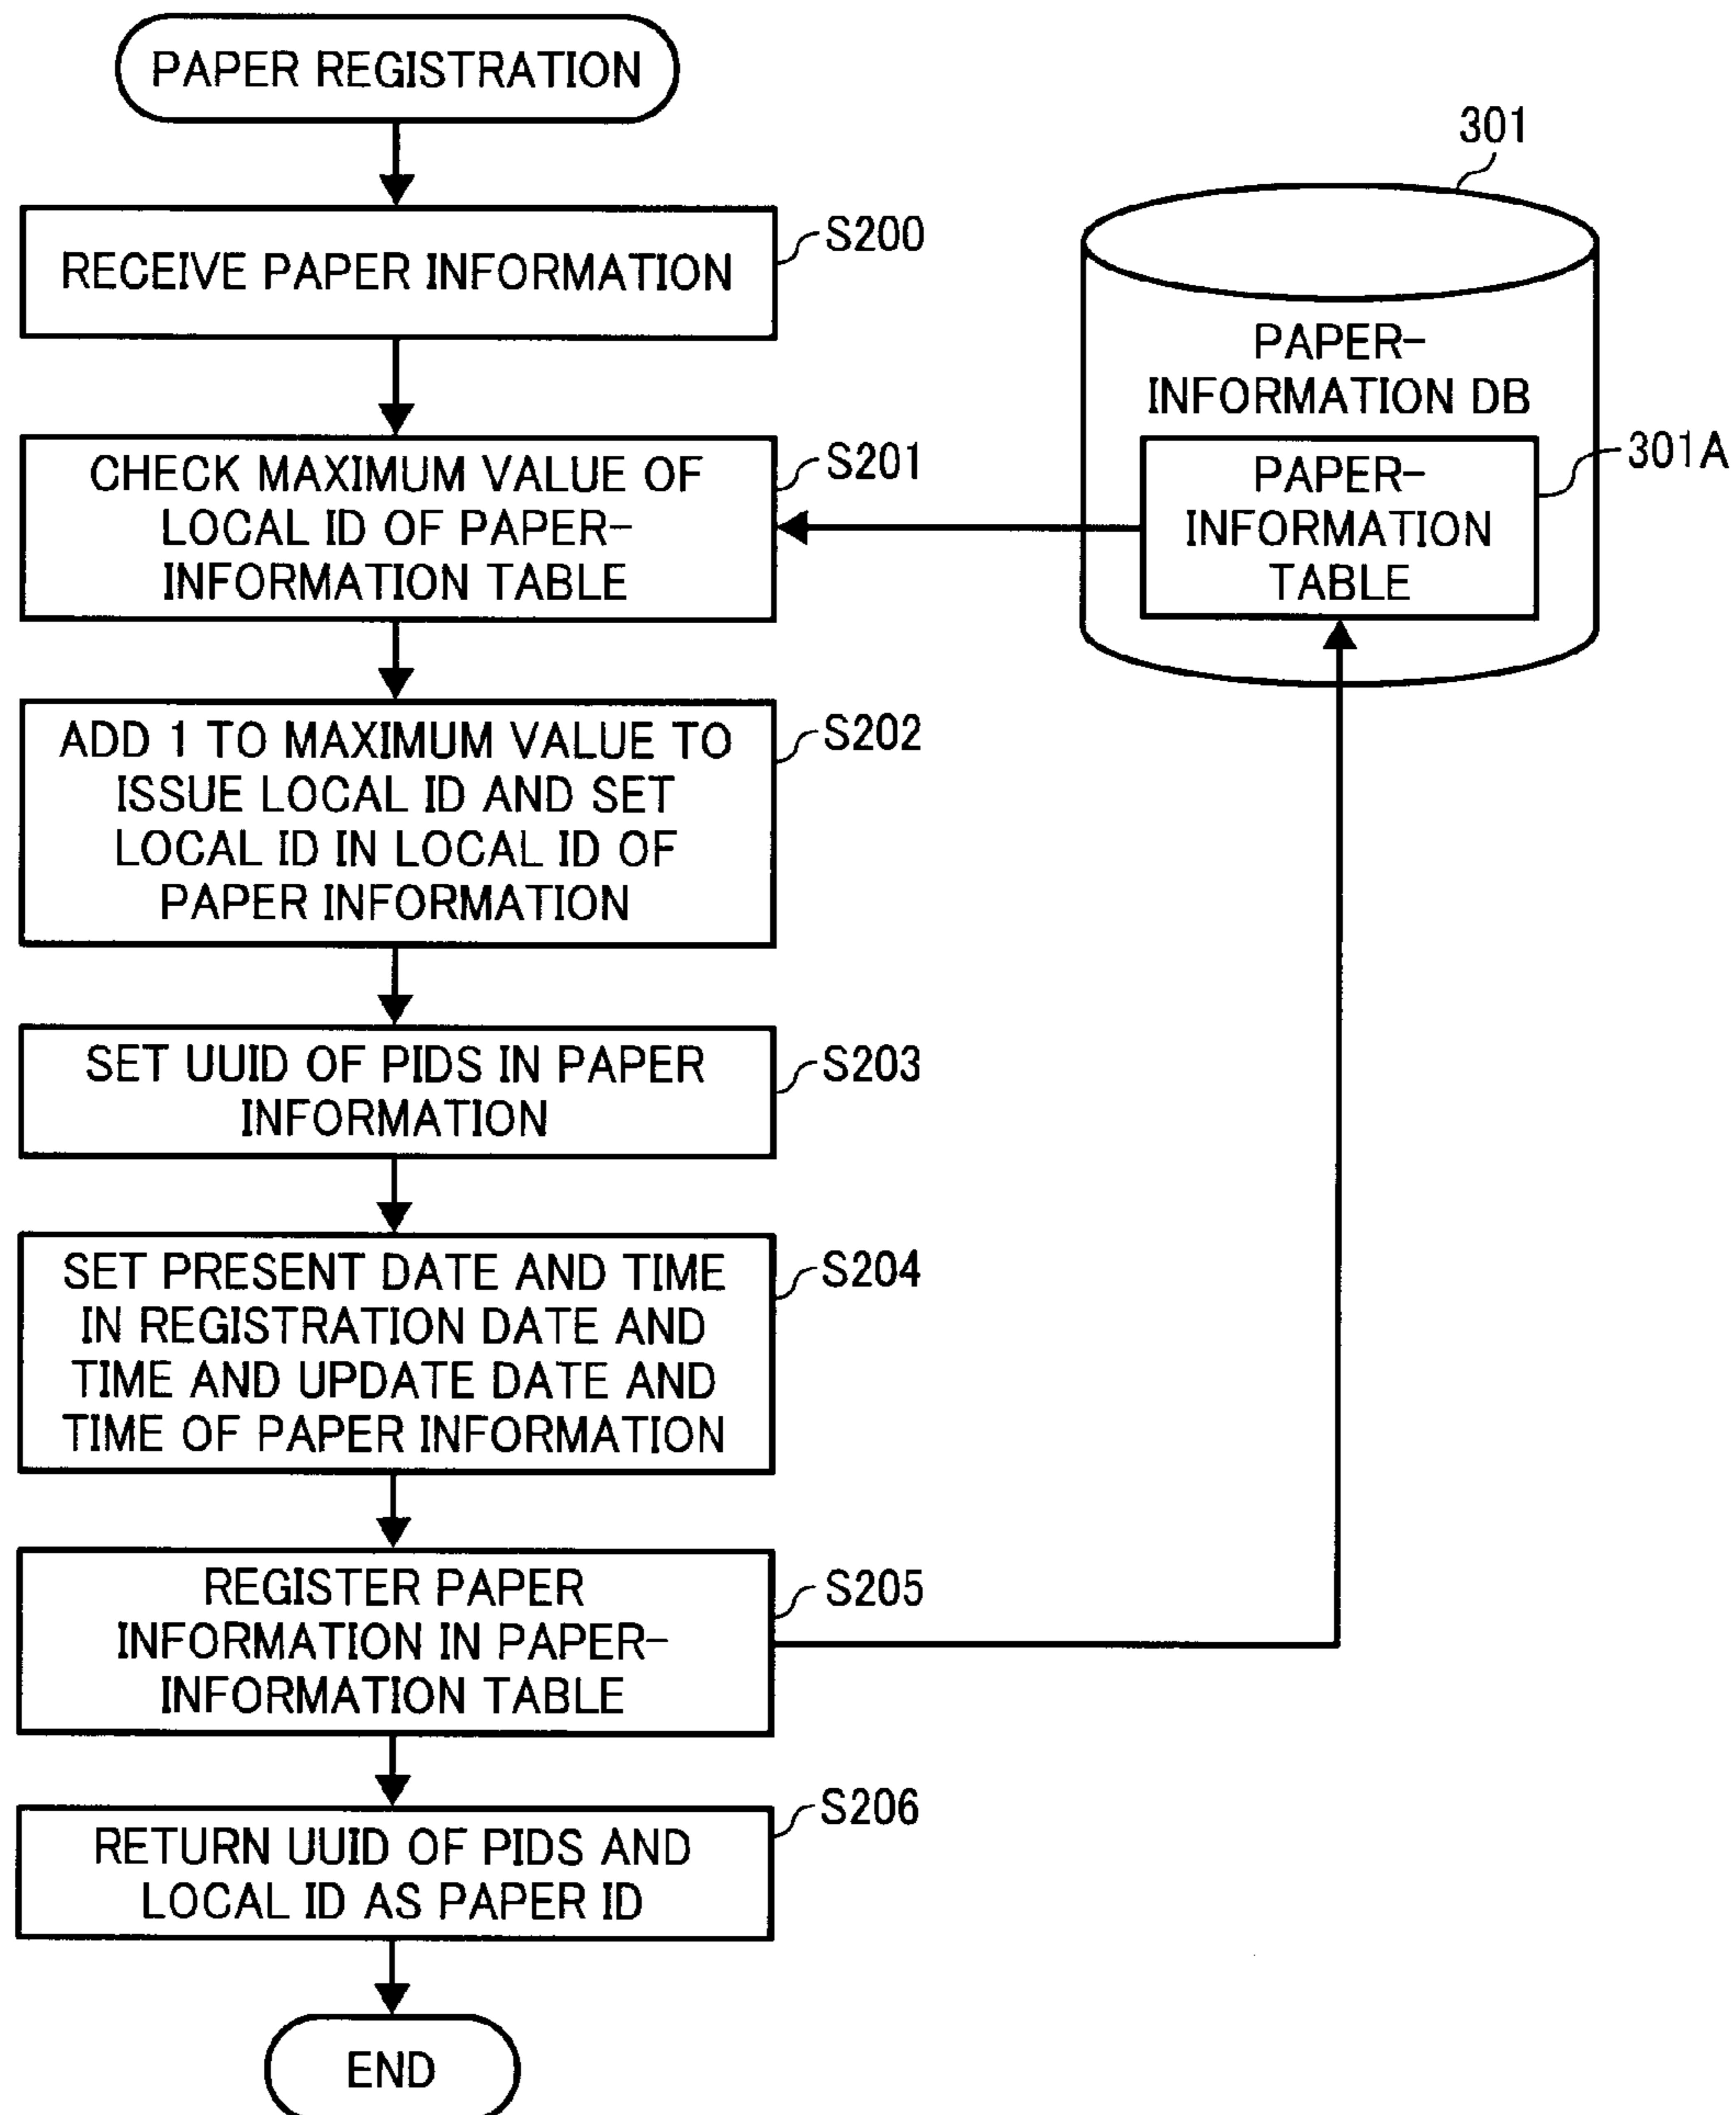 PAPER REGISTRATION
S200
RECEIVE PAPER INFORMATION
S201
CHECK MAXIMUM VALUE OF
LOCAL ID OF PAPER-
INFORMATION TABLE
301
PAPER-
INFORMATION DB
301A
PAPER-
INFORMATION
TABLE
S202
ADD 1 TO MAXIMUM VALUE TO
ISSUE LOCAL ID AND SET
LOCAL ID IN LOCAL ID OF
PAPER INFORMATION
S203
SET UUID OF PIDS IN PAPER
INFORMATION
S204
SET PRESENT DATE AND TIME
IN REGISTRATION DATE AND
TIME AND UPDATE DATE AND
TIME OF PAPER INFORMATION
S205
REGISTER PAPER
INFORMATION IN PAPER-
INFORMATION TABLE
S206
RETURN UUID OF PIDS AND
LOCAL ID AS PAPER ID
END